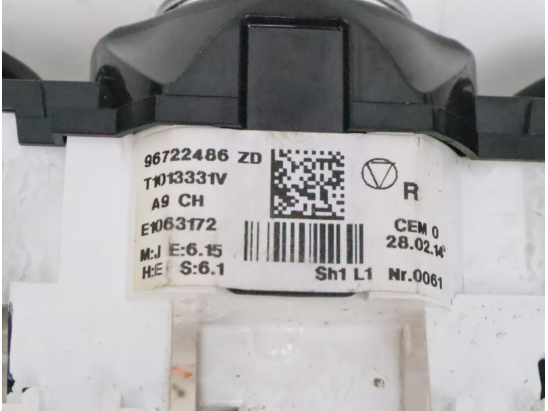 96722486 ZD
T1013331V
A9 CH
R
E1063172
CEM 0
28.02.14
M:J E:6.15
H:E S:6.1
Sh1 L1 Nr.0061